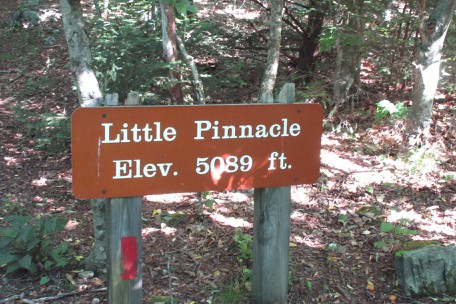 Little Pinnacle
Elev. 5089 ft.